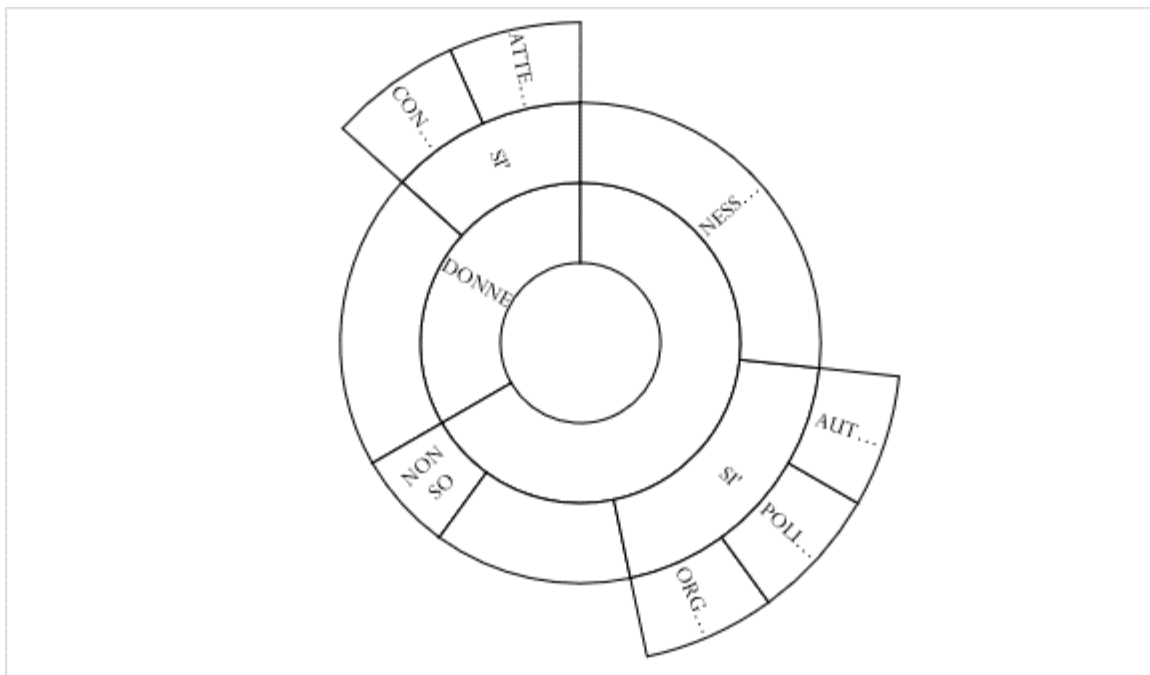 ATTE...
CON...
SI'
NESS...
DONNE
AUT...
NON
SO
SI'
POLI...
ORG...